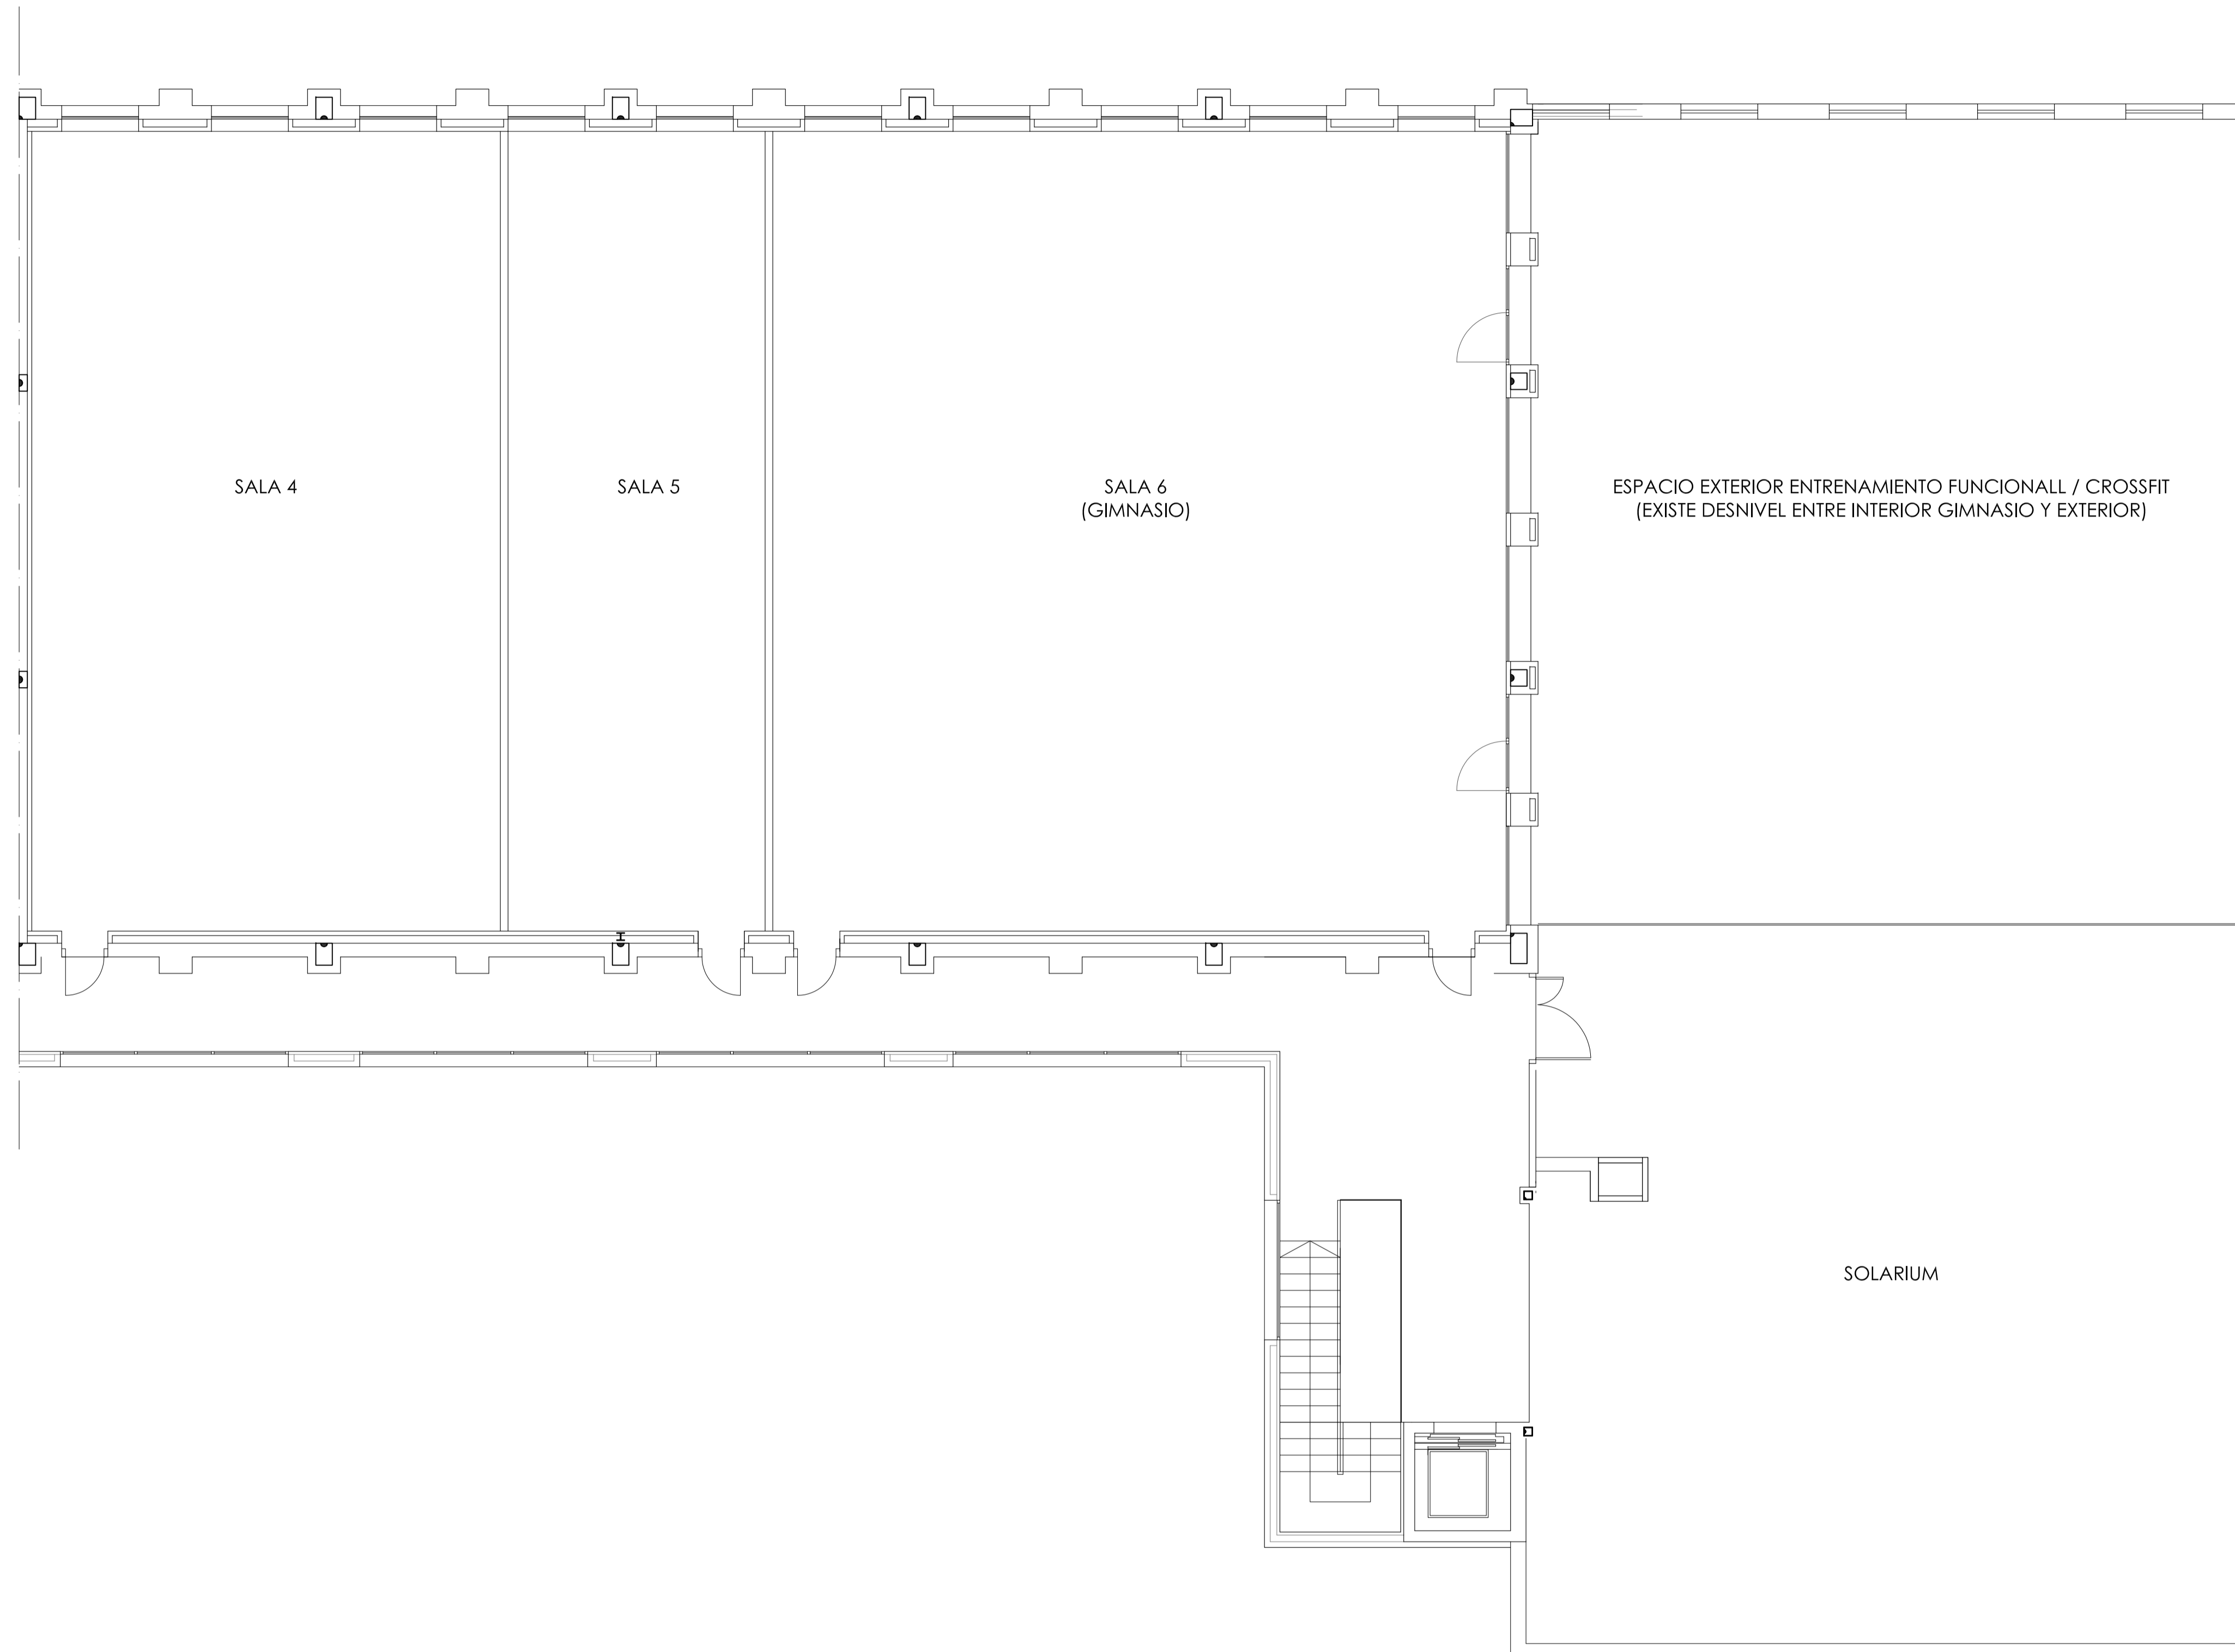 SALA 4
SALA 5
SALA 6
(GIMNASIO)
ESPACIO EXTERIOR ENTRENAMIENTO FUNCIONALL / CROSSFIT
(EXISTE DESNIVEL ENTRE INTERIOR GIMNASIO Y EXTERIOR)
SOLARIUM